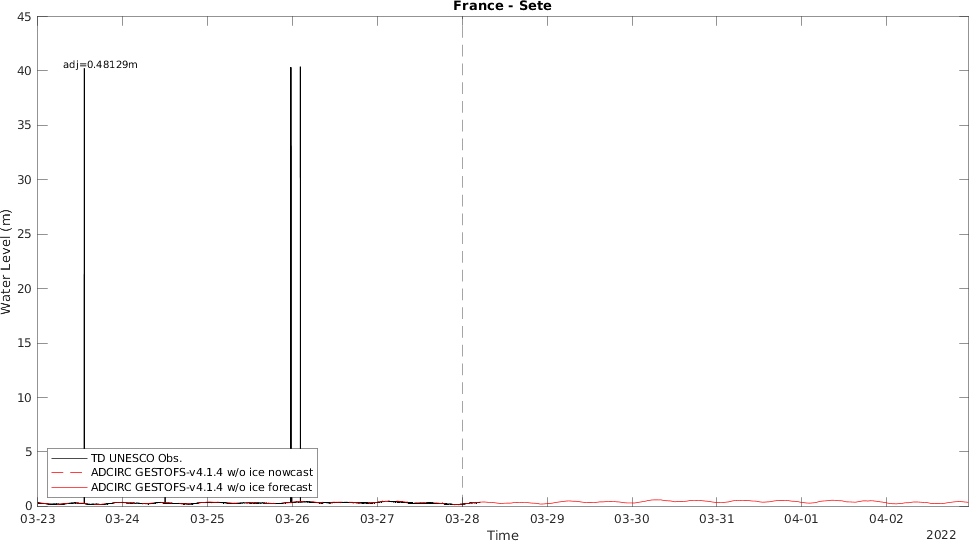 France - Sete
45
40
35
30
25
20
15
10
5
0
Water Level (m)
adj=0.48129m
TD UNESCO Obs.
ADCIRC GESTOFS-v4.1.4 w/o ice nowcast
ADCIRC GESTOFS-v4.1.4 w/o ice forecast
03-23 03-24 03-25 03-26 03-27 03-28 03-29 03-30 03-31 04-01 04-02
Time
2022